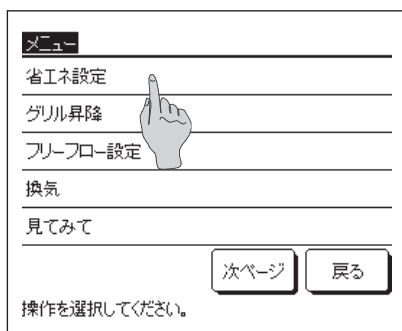 メニュー
省エネ設定
グリル昇降
フリーフロー設定
換気
見てみて
次ページ 戻る
操作を選択してください。